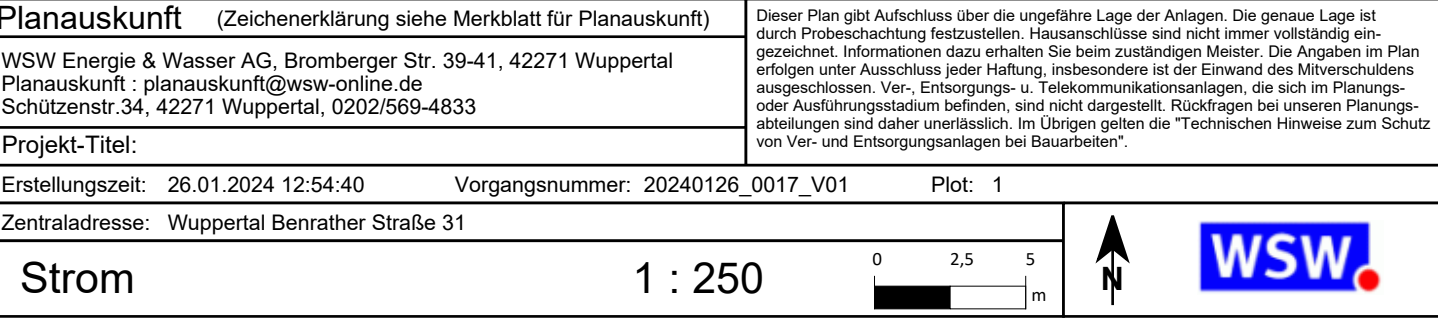 Planauskunft (Zeichenerklärung siehe Merkblatt für Planauskunft)
WSW Energie & Wasser AG, Bromberger Str. 39-41, 42271 Wuppertal
Planauskunft : planauskunft@wsw-online.de
Schützenstr.34, 42271 Wuppertal, 0202/569-4833
Projekt-Titel:
Dieser Plan gibt Aufschluss über die ungefähre Lage der Anlagen. Die genaue Lage ist
durch Probeschachtung festzustellen. Hausanschlüsse sind nicht immer vollständig ein-
gezeichnet. Informationen dazu erhalten Sie beim zuständigen Meister. Die Angaben im Plan
erfolgen unter Ausschluss jeder Haftung, insbesondere ist der Einwand des Mitverschuldens
ausgeschlossen. Ver-, Entsorgungs- u. Telekommunikationsanlagen, die sich im Planungs-
oder Ausführungsstadium befinden, sind nicht dargestellt. Rückfragen bei unseren Planungs-
abteilungen sind daher unerlässlich. Im Übrigen gelten die "Technischen Hinweise zum Schutz
von Ver- und Entsorgungsanlagen bei Bauarbeiten".
Erstellungszeit: 26.01.2024 12:54:40 Vorgangsnummer: 20240126_0017_V01 Plot: 1
Zentraladresse: Wuppertal Benrather Straße 31
Strom 1 : 250
0 2,5 5
m
N
WSW.